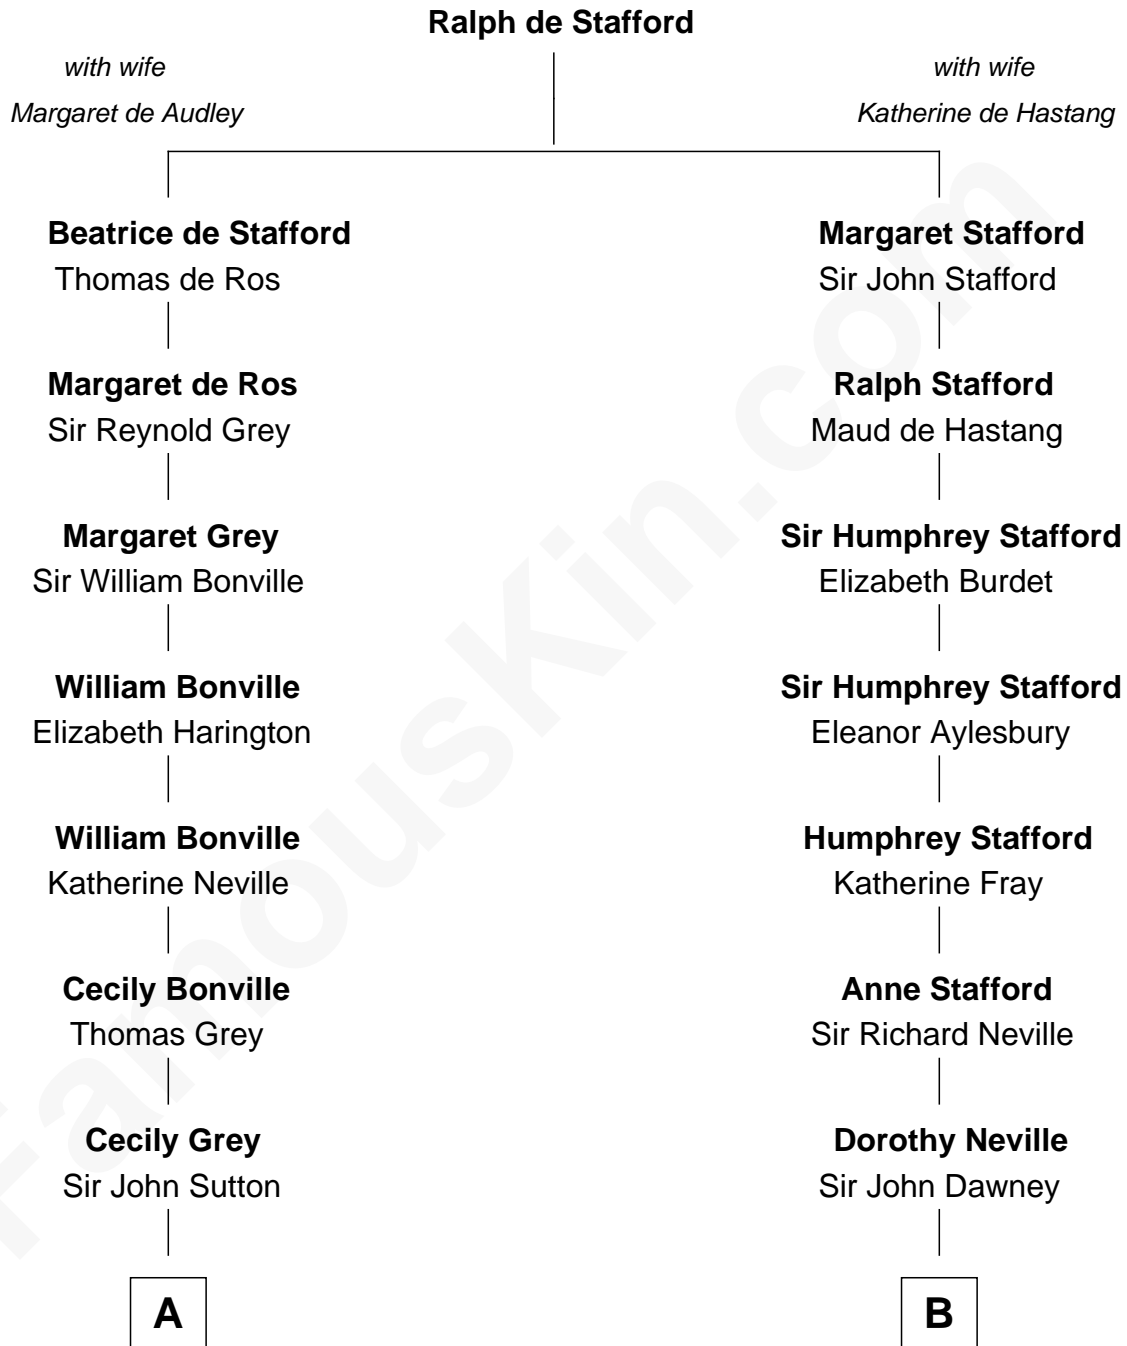 Ralph de Stafford
with wife
Margaret de Audley
with wife
Katherine de Hastang
Beatrice de Stafford
Thomas de Ros
Margaret Stafford
Sir John Stafford
Margaret de Ros
Sir Reynold Grey
Ralph Stafford
Maud de Hastang
Margaret Grey
Sir William Bonville
Sir Humphrey Stafford
Elizabeth Burdet
William Bonville
Elizabeth Harington
Sir Humphrey Stafford
Eleanor Aylesbury
William Bonville
Katherine Neville
Humphrey Stafford
Katherine Fray
Cecily Bonville
Thomas Grey
Anne Stafford
Sir Richard Neville
Cecily Grey
Sir John Sutton
Dorothy Neville
Sir John Dawney
A
B
FamousKin.com